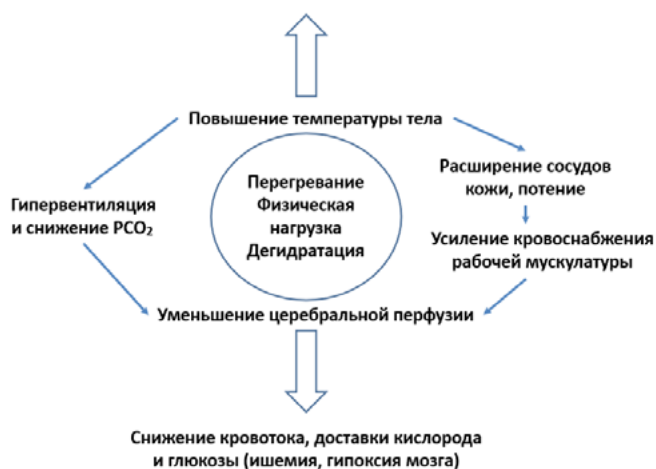 Повышение температуры тела
Расширение сосудов
кожи, потение
Перегревание
Физическая
нагрузка
Дегидратация
Гипервентиляция
и снижение PCO₂
Усиление кровоснабжения
рабочей мускулатуры
Уменьшение церебральной перфузии
Снижение кровотока, доставки кислорода
и глюкозы (ишемия, гипоксия мозга)